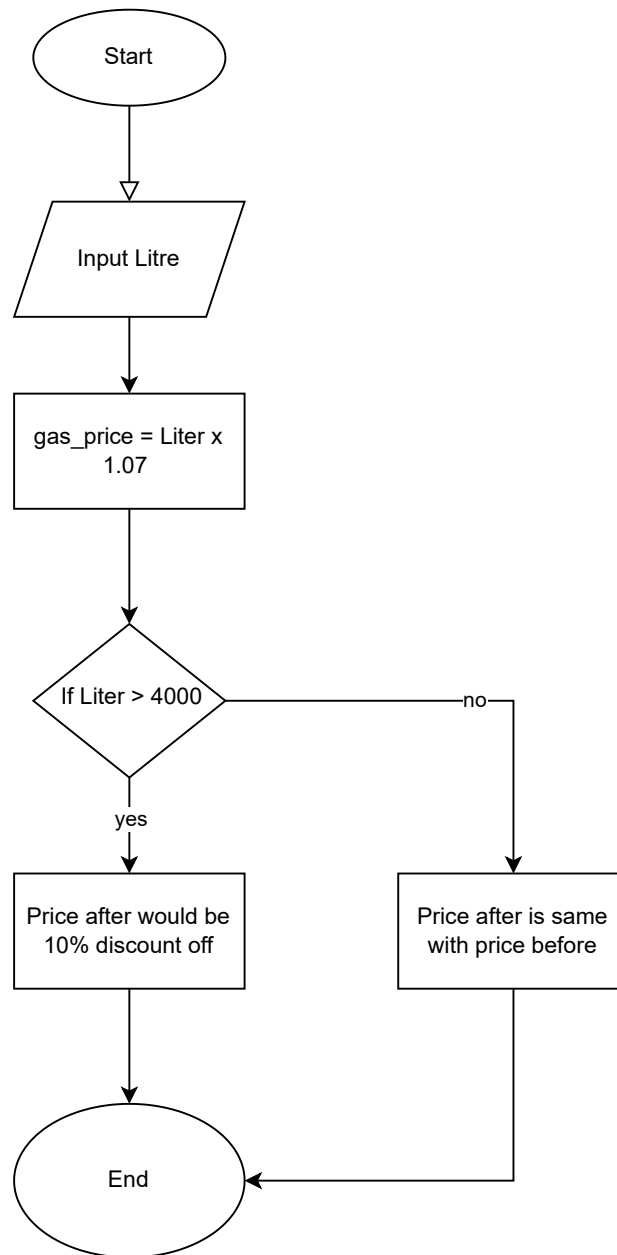 Start
Input Litre
gas_price = Liter x
1.07
If Liter > 4000
no
yes
Price after would be
10% discount off
Price after is same
with price before
End